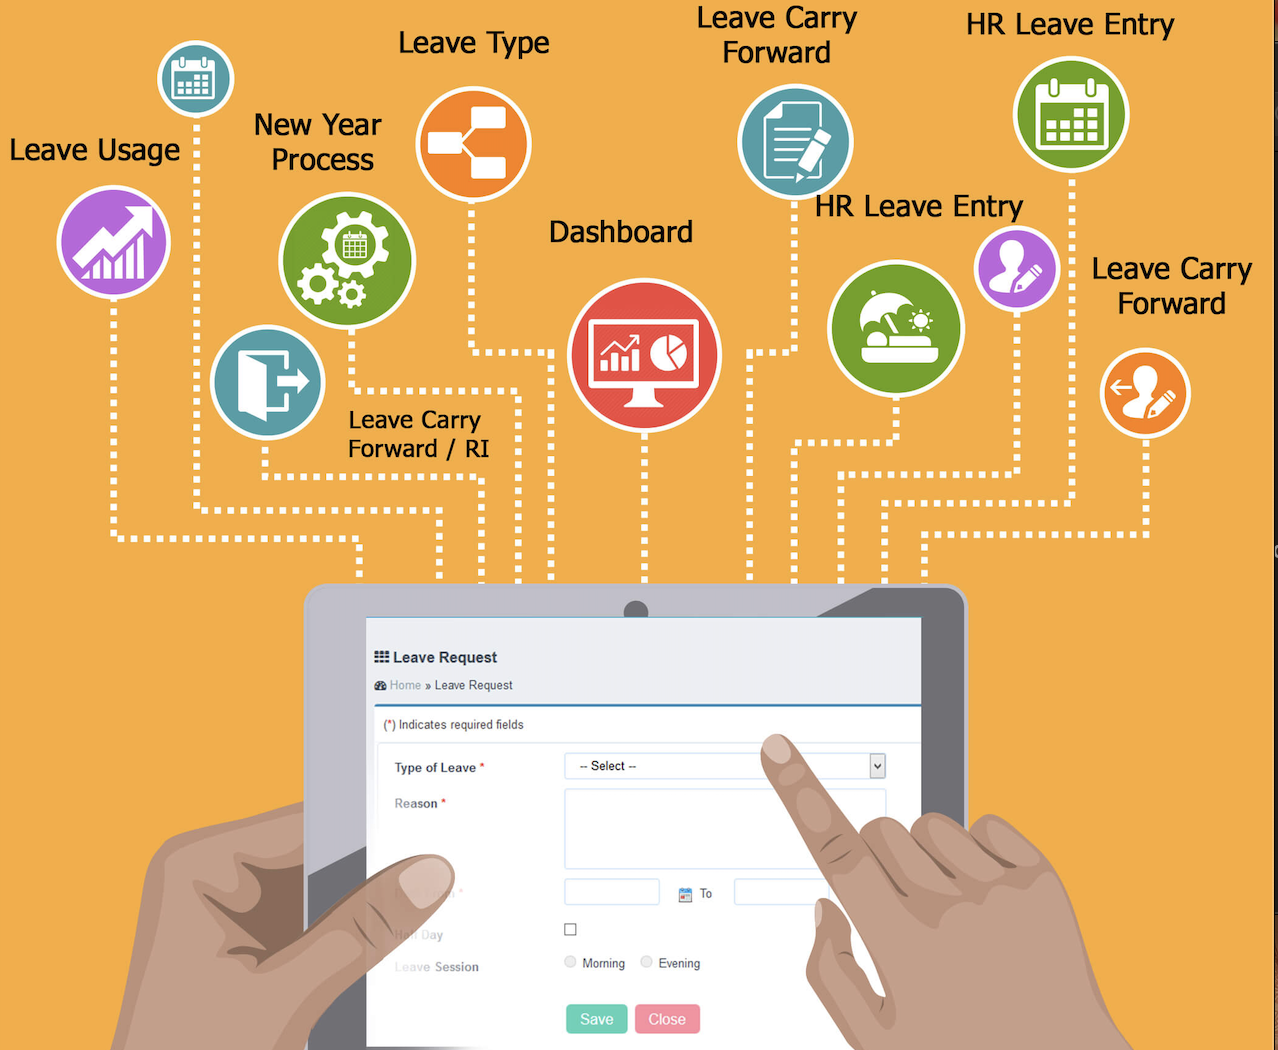 Leave Carry
Forward
HR Leave Entry
Leave Type
New Year
Process
Leave Usage
HR Leave Entry
Dashboard
Leave Carry
Forward
Leave Carry
Forward / RI
Leave Request
Home » Leave Request
(*) Indicates required fields
Type of Leave *
-- Select --
Reason *
*
To
Half Day
Leave Session
Morning
Evening
Save
Close